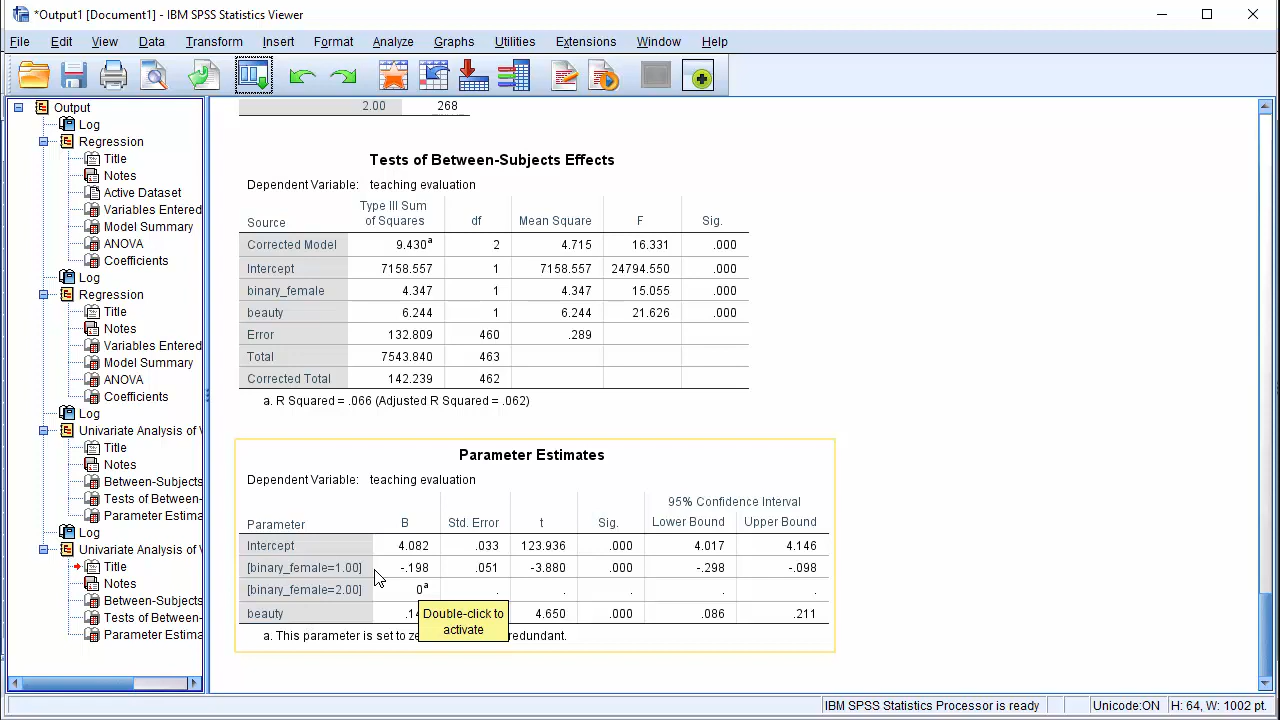 *Output1 [Document1] - IBM SPSS Statistics Viewer
File Edit View Data Transform Insert Format Analyze Graphs Utilities Extensions Window Help
Output
Log
Regression
Title
Notes
Active Dataset
Variables Entered
Model Summary
ANOVA
Coefficients
Log
Regression
Title
Notes
Variables Entered
Model Summary
ANOVA
Coefficients
Log
Univariate Analysis of V
Title
Notes
Between-Subjects
Tests of Between-
Parameter Estima
Log
Univariate Analysis of V
Title
Notes
Between-Subjects
Tests of Between-
Parameter Estima
2.00 268
Tests of Between-Subjects Effects
Dependent Variable: teaching evaluation
Source Type III Sum of Squares df Mean Square F Sig.
Corrected Model 9.430a 2 4.715 16.331 .000
Intercept 7158.557 1 7158.557 24794.550 .000
binary_female 4.347 1 4.347 15.055 .000
beauty 6.244 1 6.244 21.626 .000
Error 132.809 460 .289
Total 7543.840 463
Corrected Total 142.239 462
a. R Squared = .066 (Adjusted R Squared = .062)
Parameter Estimates
Dependent Variable: teaching evaluation
95% Confidence Interval
Parameter B Std. Error t Sig. Lower Bound Upper Bound
Intercept 4.082 .033 123.936 .000 4.017 4.146
[binary_female=1.00] -.198 .051 -3.880 .000 -.298 -.098
[binary_female=2.00] 0a . . . . .
beauty 4.650 .000 .086 .211
a. This parameter is set to redundant.
Double-click to
activate
IBM SPSS Statistics Processor is ready Unicode:ON H: 64, W: 1002 pt.